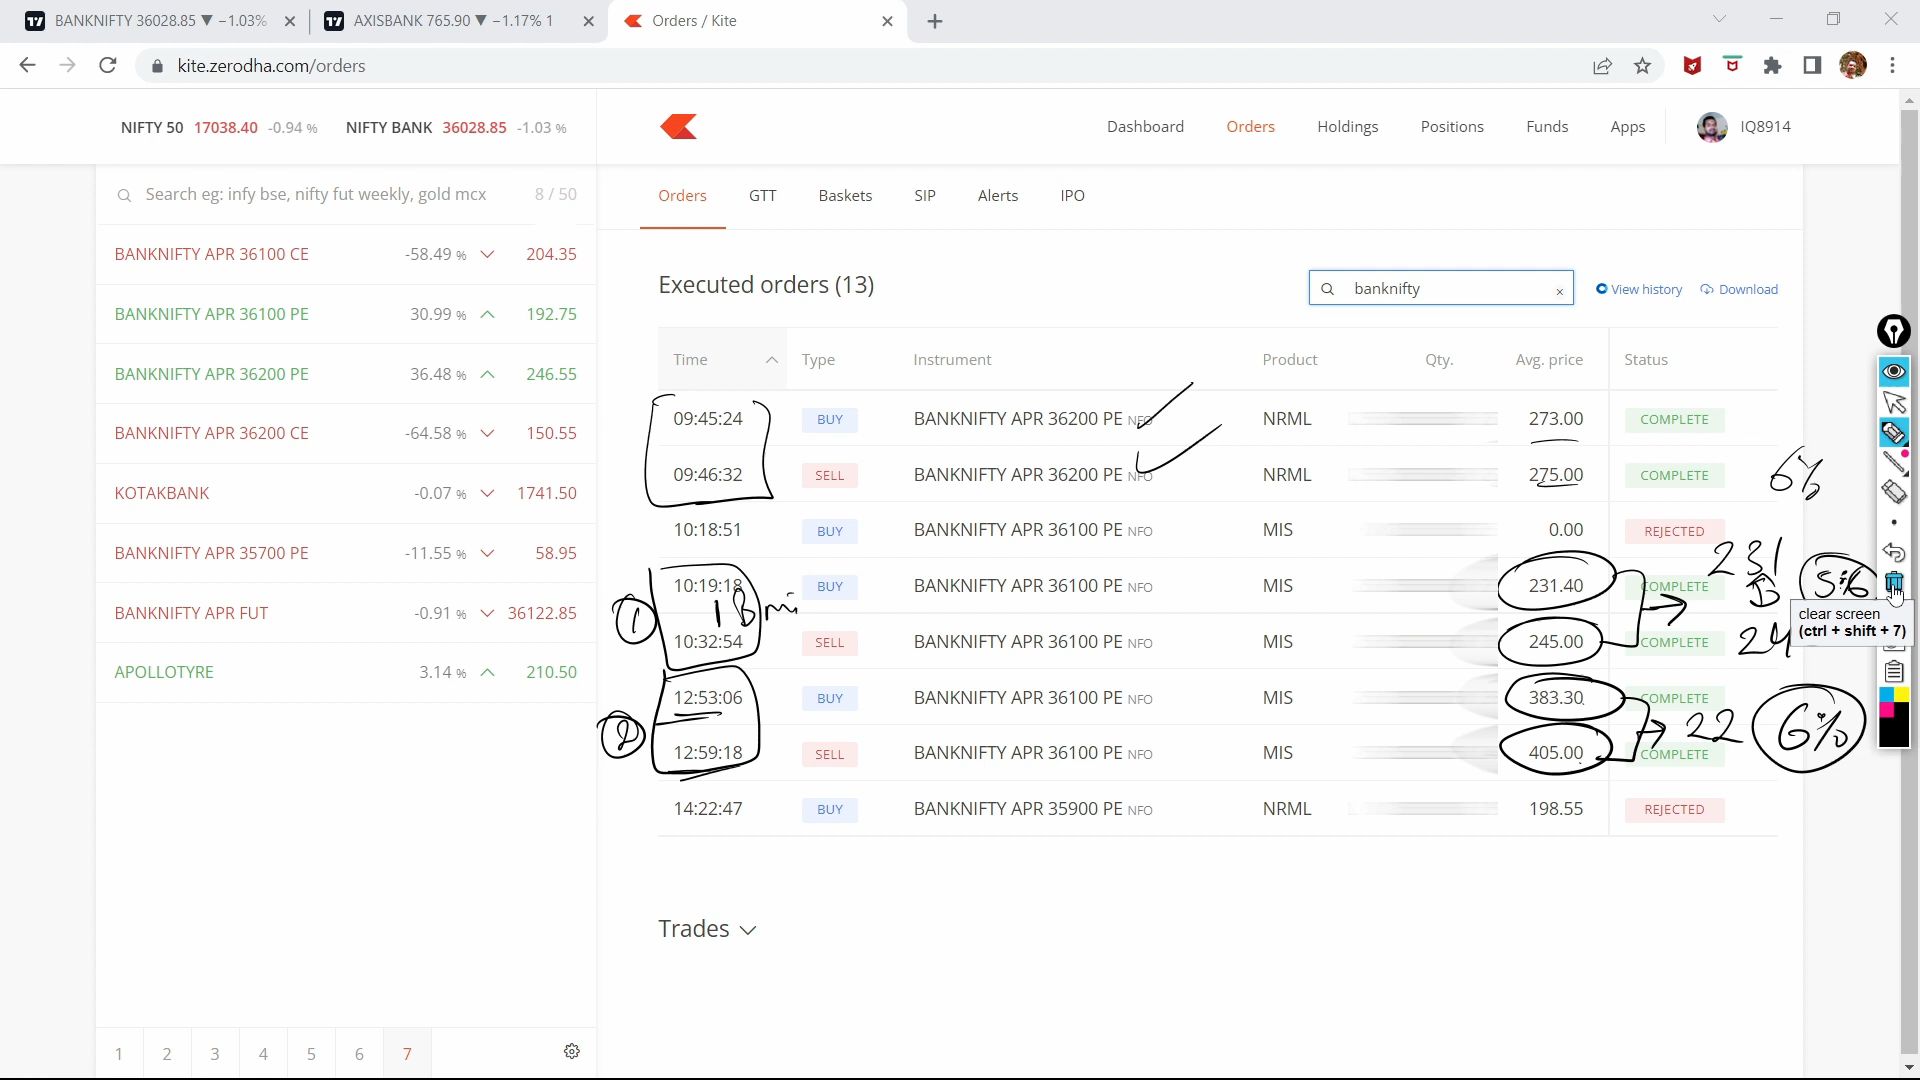 BANKNIFTY 36028.85 ▼ −1.03%
AXISBANK 765.90 ▼ −1.17% 1
Orders / Kite
kite.zerodha.com/orders
NIFTY 50 17038.40 -0.94 % NIFTY BANK 36028.85 -1.03 %
Dashboard Orders Holdings Positions Funds Apps IQ8914
Search eg: infy bse, nifty fut weekly, gold mcx 8 / 50
BANKNIFTY APR 36100 CE -58.49 % 204.35
BANKNIFTY APR 36100 PE 30.99 % 192.75
BANKNIFTY APR 36200 PE 36.48 % 246.55
BANKNIFTY APR 36200 CE -64.58 % 150.55
KOTAKBANK -0.07 % 1741.50
BANKNIFTY APR 35700 PE -11.55 % 58.95
BANKNIFTY APR FUT -0.91 % 36122.85
APOLLOTYRE 3.14 % 210.50
1 2 3 4 5 6 7
Orders GTT Baskets SIP Alerts IPO
Executed orders (13)
banknifty
View history Download
Time Type Instrument Product Qty. Avg. price Status
09:45:24 BUY BANKNIFTY APR 36200 PE NFO NRML 273.00 COMPLETE
09:46:32 SELL BANKNIFTY APR 36200 PE NFO NRML 275.00 COMPLETE
6%
10:18:51 BUY BANKNIFTY APR 36100 PE NFO MIS 0.00 REJECTED
231
10:19:18 BUY BANKNIFTY APR 36100 PE NFO MIS 231.40 COMPLETE
1 13 mi
clear screen
(ctrl + shift + 7)
10:32:54 SELL BANKNIFTY APR 36100 PE NFO MIS 245.00 COMPLETE
24
12:53:06 BUY BANKNIFTY APR 36100 PE NFO MIS 383.30 COMPLETE
2 22 6%
12:59:18 SELL BANKNIFTY APR 36100 PE NFO MIS 405.00 COMPLETE
14:22:47 BUY BANKNIFTY APR 35900 PE NFO NRML 198.55 REJECTED
Trades